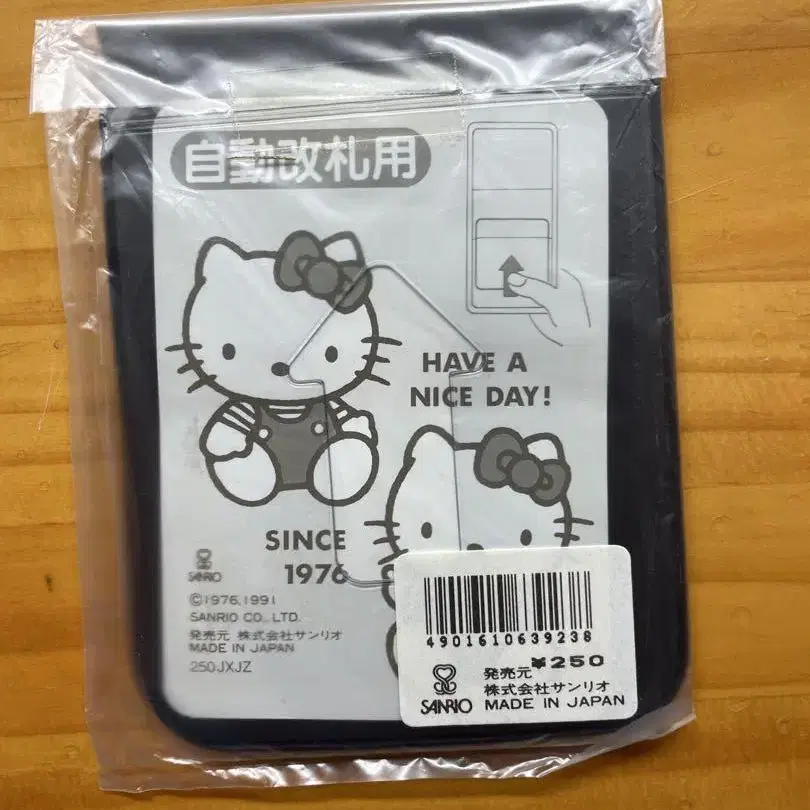 自動改札用
HAVE A
NICE DAY!
SINCE
1976
SANRIO
©1976, 1991
SANRIO CO., LTD.
発売元 株式会社サンリオ
MADE IN JAPAN
250JXJZ
4901610639238
発売元 ¥250
株式会社サンリオ
SANRIO MADE IN JAPAN